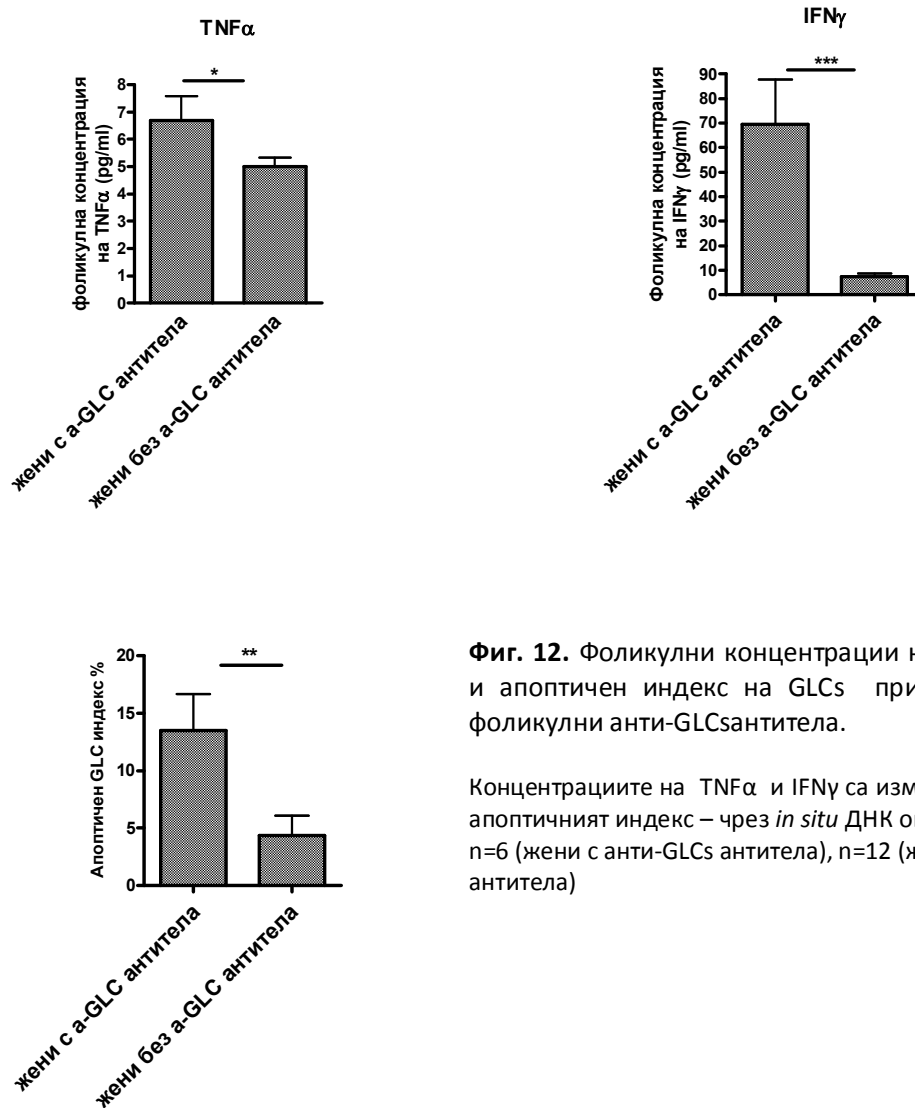 TNFα
*
фоликулна концентрация
на TNFα (pg/ml)
8
7
6
5
4
3
2
1
0
жени с a-GLC антитела
жени без a-GLC антитела
IFNγ
***
Фоликулна концентрация
на IFNγ (pg/ml)
90
80
70
60
50
40
30
20
10
0
жени с a-GLC антитела
жени без a-GLC антитела
**
Апоптичен GLC индекс %
20
15
10
5
0
жени с a-GLC антитела
жени без a-GLC антитела
Фиг. 12. Фоликулни концентрации
и апоптичен индекс на GLCs при
фоликулни анти-GLCsантитела.
Концентрациите на TNFα и IFNγ са
апоптичният индекс – чрез in situ ДНК
n=6 (жени с анти-GLCs антитела), n=12
антитела)